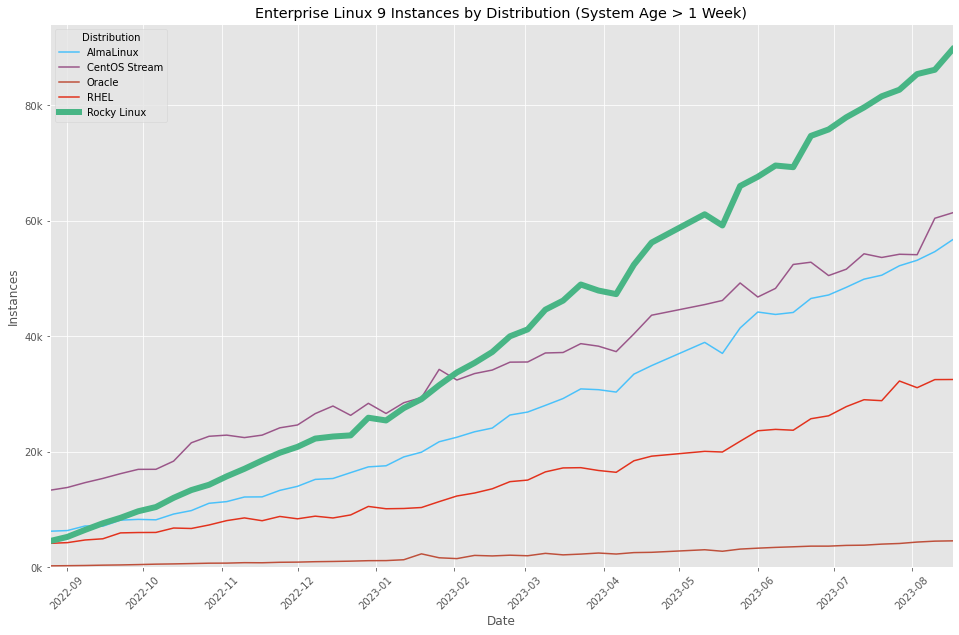 Enterprise Linux 9 Instances by Distribution (System Age > 1 Week)
Distribution
AlmaLinux
CentOS Stream
Oracle
RHEL
Rocky Linux
Instances
80k
60k
40k
20k
0k
2022-09
2022-10
2022-11
2022-12
2023-01
2023-02
2023-03
2023-04
2023-05
2023-06
2023-07
2023-08
Date